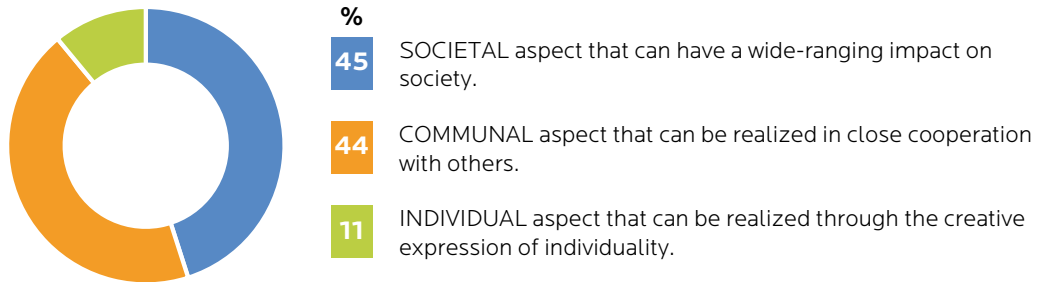 %
45 SOCIETAL aspect that can have a wide-ranging impact on
society.
44 COMMUNAL aspect that can be realized in close cooperation
with others.
11 INDIVIDUAL aspect that can be realized through the creative
expression of individuality.